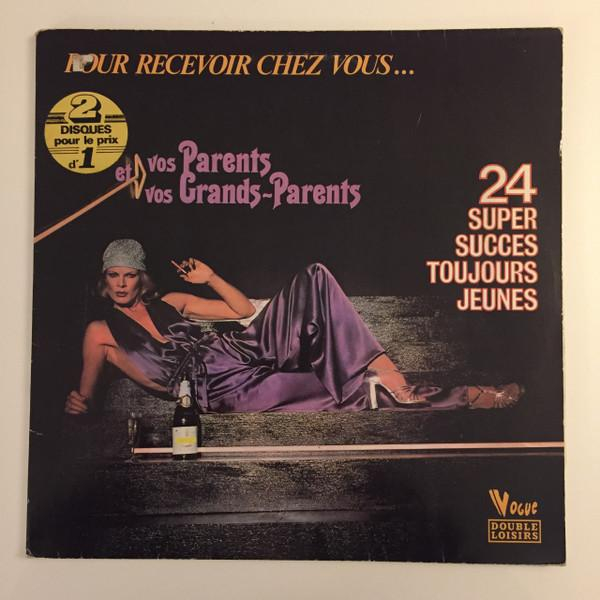 POUR RECEVOIR CHEZ VOUS...
2
DISQUES
pour le prix
d'1
et vos Parents
vos Grands-Parents
24
SUPER
SUCCES
TOUJOURS
JEUNES
VOGUE
DOUBLE
LOISIRS